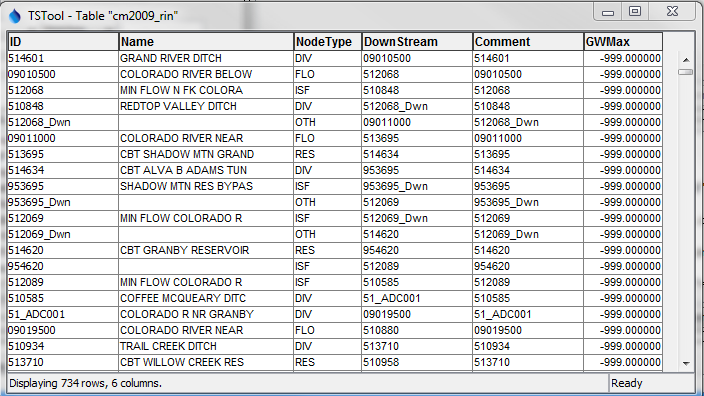 TSTool - Table "cm2009_rin"
ID Name NodeType DownStream Comment GWMax
514601 GRAND RIVER DITCH DIV 09010500 514601 -999.000000
09010500 COLORADO RIVER BELOW FLO 512068 09010500 -999.000000
512068 MIN FLOW N FK COLORA ISF 510848 512068 -999.000000
510848 REDTOP VALLEY DITCH DIV 512068_Dwn 510848 -999.000000
512068_Dwn OTH 09011000 512068_Dwn -999.000000
09011000 COLORADO RIVER NEAR FLO 513695 09011000 -999.000000
513695 CBT SHADOW MTN GRAND RES 514634 513695 -999.000000
514634 CBT ALVA B ADAMS TUN DIV 953695 514634 -999.000000
953695 SHADOW MTN RES BYPAS ISF 953695_Dwn 953695 -999.000000
953695_Dwn OTH 512069 953695_Dwn -999.000000
512069 MIN FLOW COLORADO R ISF 512069_Dwn 512069 -999.000000
512069_Dwn OTH 514620 512069_Dwn -999.000000
514620 CBT GRANBY RESERVOIR RES 954620 514620 -999.000000
954620 ISF 512089 954620 -999.000000
512089 MIN FLOW COLORADO R ISF 510585 512089 -999.000000
510585 COFFEE MCQUEARY DITC DIV 51_ADC001 510585 -999.000000
51_ADC001 COLORADO R NR GRANBY DIV 09019500 51_ADC001 -999.000000
09019500 COLORADO RIVER NEAR FLO 510880 09019500 -999.000000
510934 TRAIL CREEK DITCH DIV 513710 510934 -999.000000
513710 CBT WILLOW CREEK RES RES 510958 513710 -999.000000
Displaying 734 rows, 6 columns. Ready